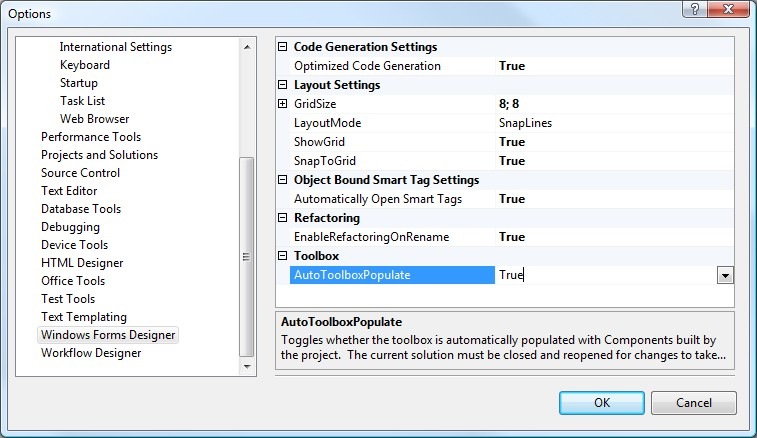 Options
International Settings
Keyboard
Startup
Task List
Web Browser
Performance Tools
Projects and Solutions
Source Control
Text Editor
Database Tools
Debugging
Device Tools
HTML Designer
Office Tools
Test Tools
Text Templating
Windows Forms Designer
Workflow Designer
Code Generation Settings
Optimized Code Generation True
Layout Settings
GridSize 8; 8
LayoutMode SnapLines
ShowGrid True
SnapToGrid True
Object Bound Smart Tag Settings
Automatically Open Smart Tags True
Refactoring
EnableRefactoringOnRename True
Toolbox
AutoToolboxPopulate True
AutoToolboxPopulate
Toggles whether the toolbox is automatically populated with Components built by
the project. The current solution must be closed and reopened for changes to take...
OK Cancel